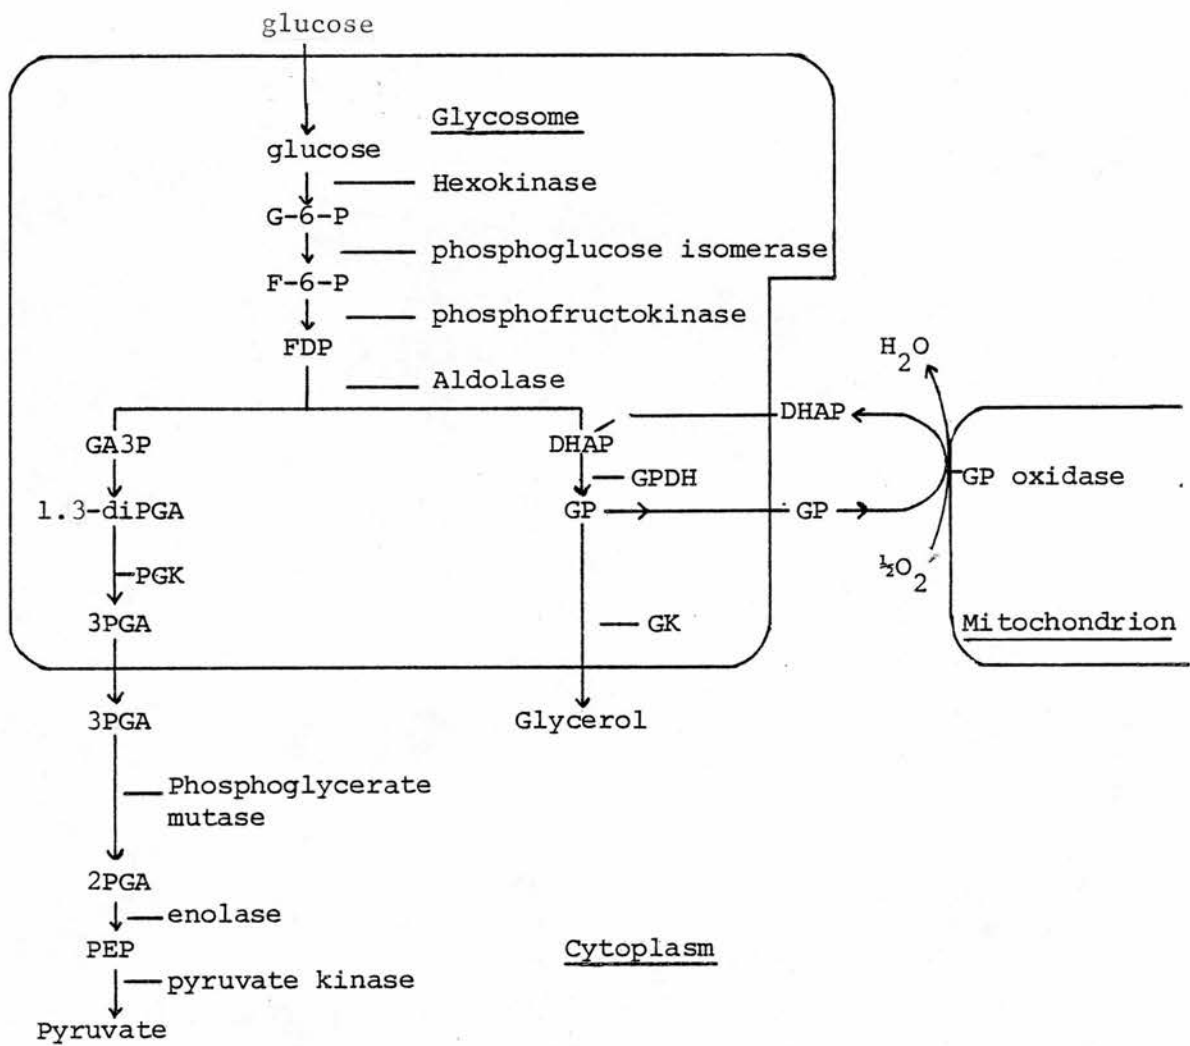 glucose
Glycosome
glucose
Hexokinase
G-6-P
phosphoglucose isomerase
F-6-P
phosphofructokinase
FDP
Aldolase
H2O
DHAP
GA3P
DHAP
GPDH
GP oxidase
1.3-diPGA
GP
GP
½O2
PGK
3PGA
GK
Mitochondrion
3PGA
Glycerol
Phosphoglycerate
mutase
2PGA
enolase
PEP
Cytoplasm
pyruvate kinase
Pyruvate